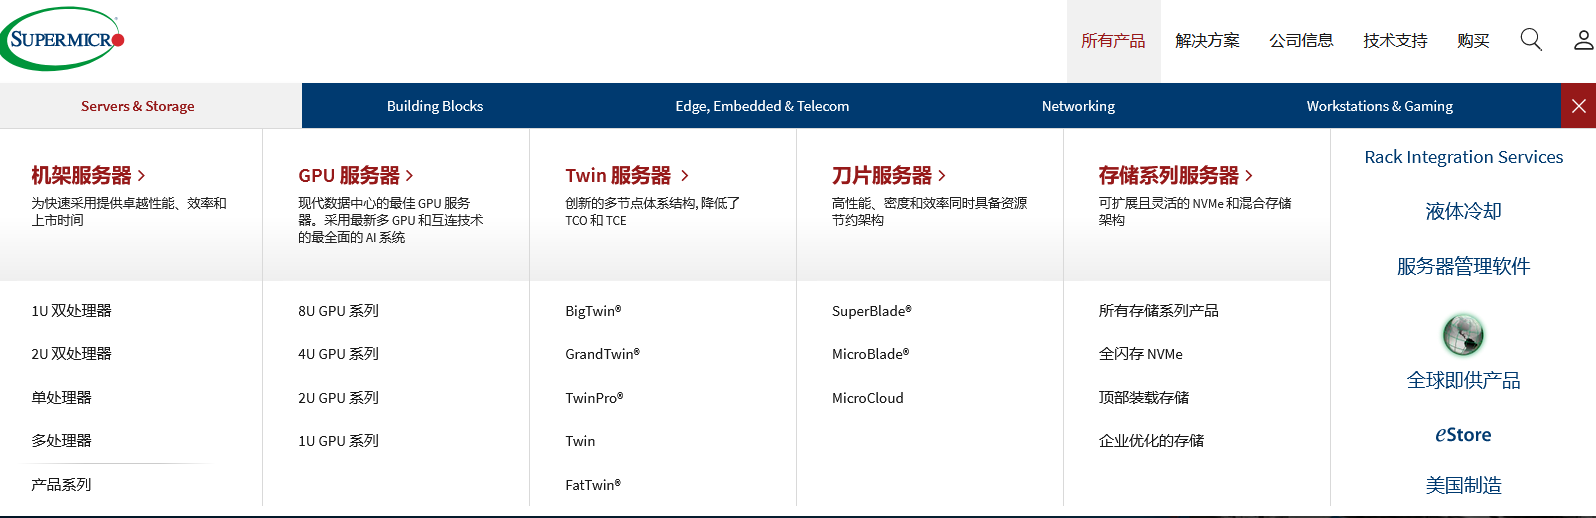 SUPERMICRO
所有产品
解决方案
公司信息
技术支持
购买
Servers & Storage
Building Blocks
Edge, Embedded & Telecom
Networking
Workstations & Gaming
机架服务器
为快速采用提供卓越性能、效率和
上市时间
1U 双处理器
2U 双处理器
单处理器
多处理器
产品系列
GPU 服务器
现代数据中心的最佳 GPU 服务
器。采用最新多 GPU 和互连技术
的最全面的 AI 系统
8U GPU 系列
4U GPU 系列
2U GPU 系列
1U GPU 系列
Twin 服务器
创新的多节点体系结构, 降低了
TCO 和 TCE
BigTwin®
GrandTwin®
TwinPro®
Twin
FatTwin®
刀片服务器
高性能、密度和效率同时具备资源
节约架构
SuperBlade®
MicroBlade®
MicroCloud
存储系列服务器
可扩展且灵活的 NVMe 和混合存储
架构
所有存储系列产品
全闪存 NVMe
顶部装载存储
企业优化的存储
Rack Integration Services
液体冷却
服务器管理软件
全球即供产品
eStore
美国制造